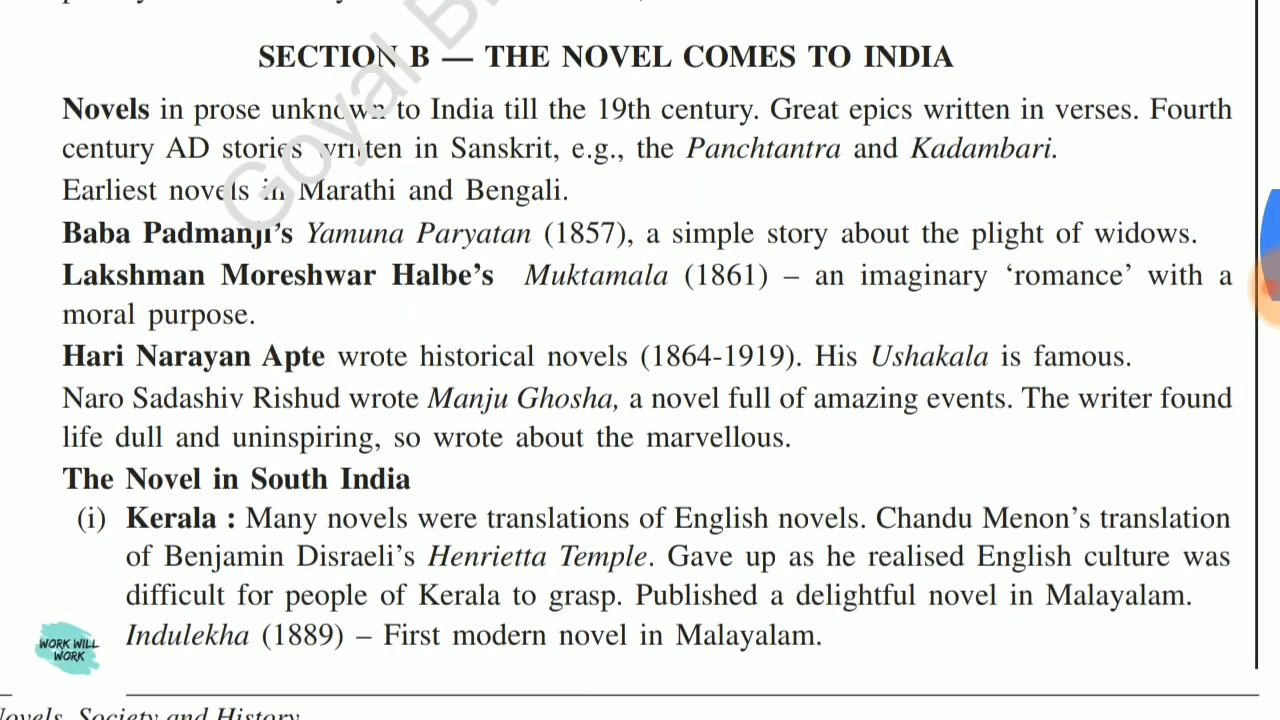 SECTION B — THE NOVEL COMES TO INDIA
Novels in prose unknown to India till the 19th century. Great epics written in verses. Fourth
century AD stories written in Sanskrit, e.g., the Panchtantra and Kadambari.
Earliest novels in Marathi and Bengali.
Baba Padmanji's Yamuna Paryatan (1857), a simple story about the plight of widows.
Lakshman Moreshwar Halbe's Muktamala (1861) – an imaginary ‘romance’ with a
moral purpose.
Hari Narayan Apte wrote historical novels (1864-1919). His Ushakala is famous.
Naro Sadashiv Rishud wrote Manju Ghosha, a novel full of amazing events. The writer found
life dull and uninspiring, so wrote about the marvellous.
The Novel in South India
(i) Kerala : Many novels were translations of English novels. Chandu Menon's translation
of Benjamin Disraeli's Henrietta Temple. Gave up as he realised English culture was
difficult for people of Kerala to grasp. Published a delightful novel in Malayalam.
Indulekha (1889) – First modern novel in Malayalam.
WORK WILL
WORK
Novels, Society and History
Goyal